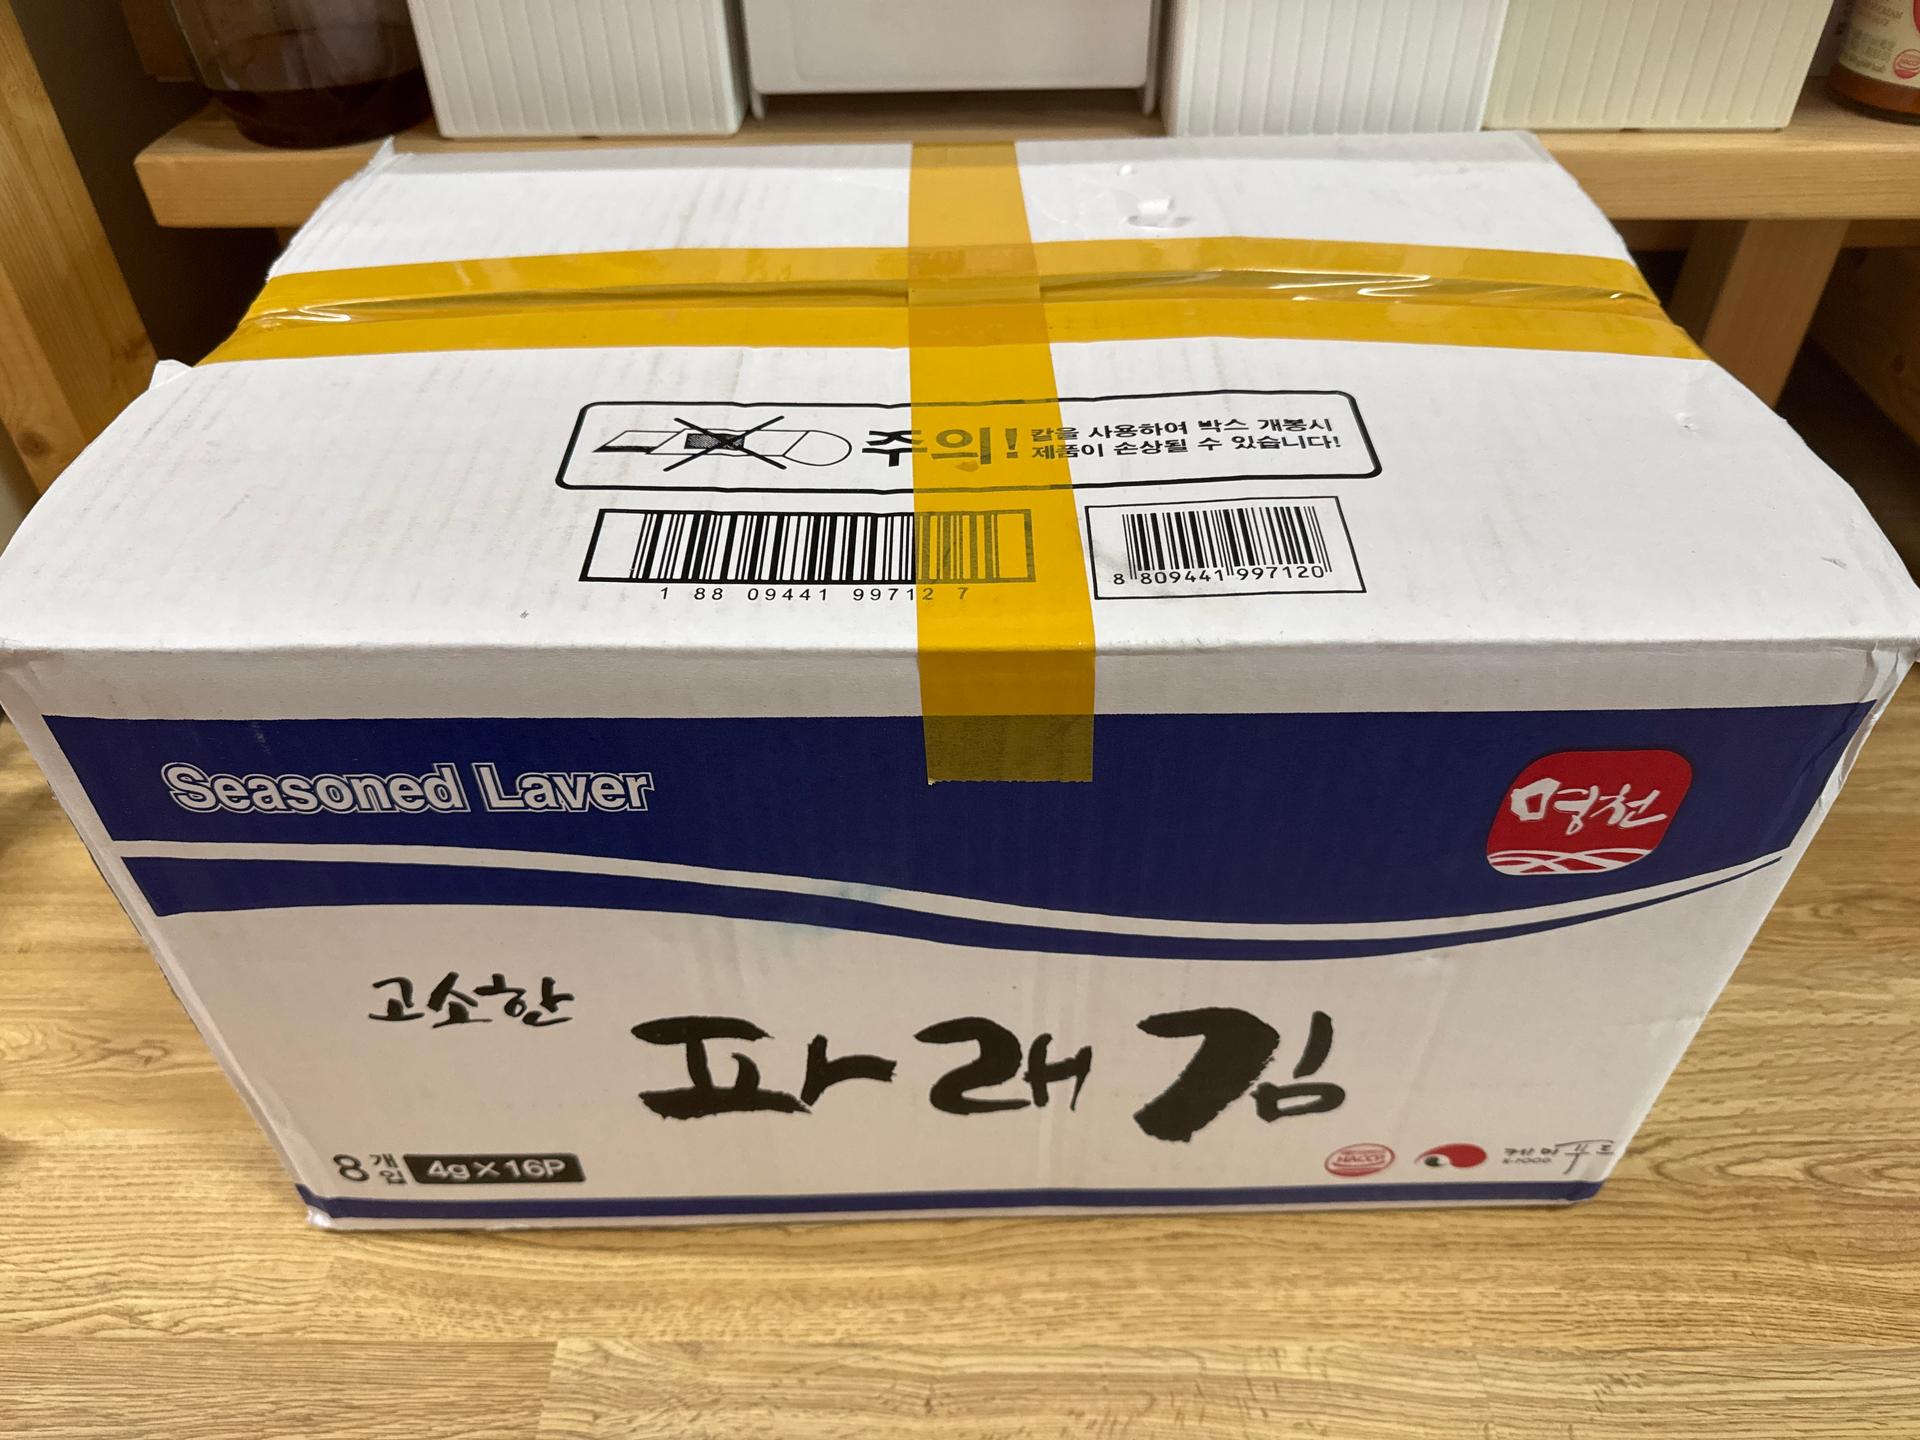 주의! 칼을 사용하여 박스 개봉시
제품이 손상될 수 있습니다!
1 88 09441 99712 7
8 809441 997120
Seasoned Laver
명천
고소한
파래김
8개입 4g×16P
HACCP
K-FOOD